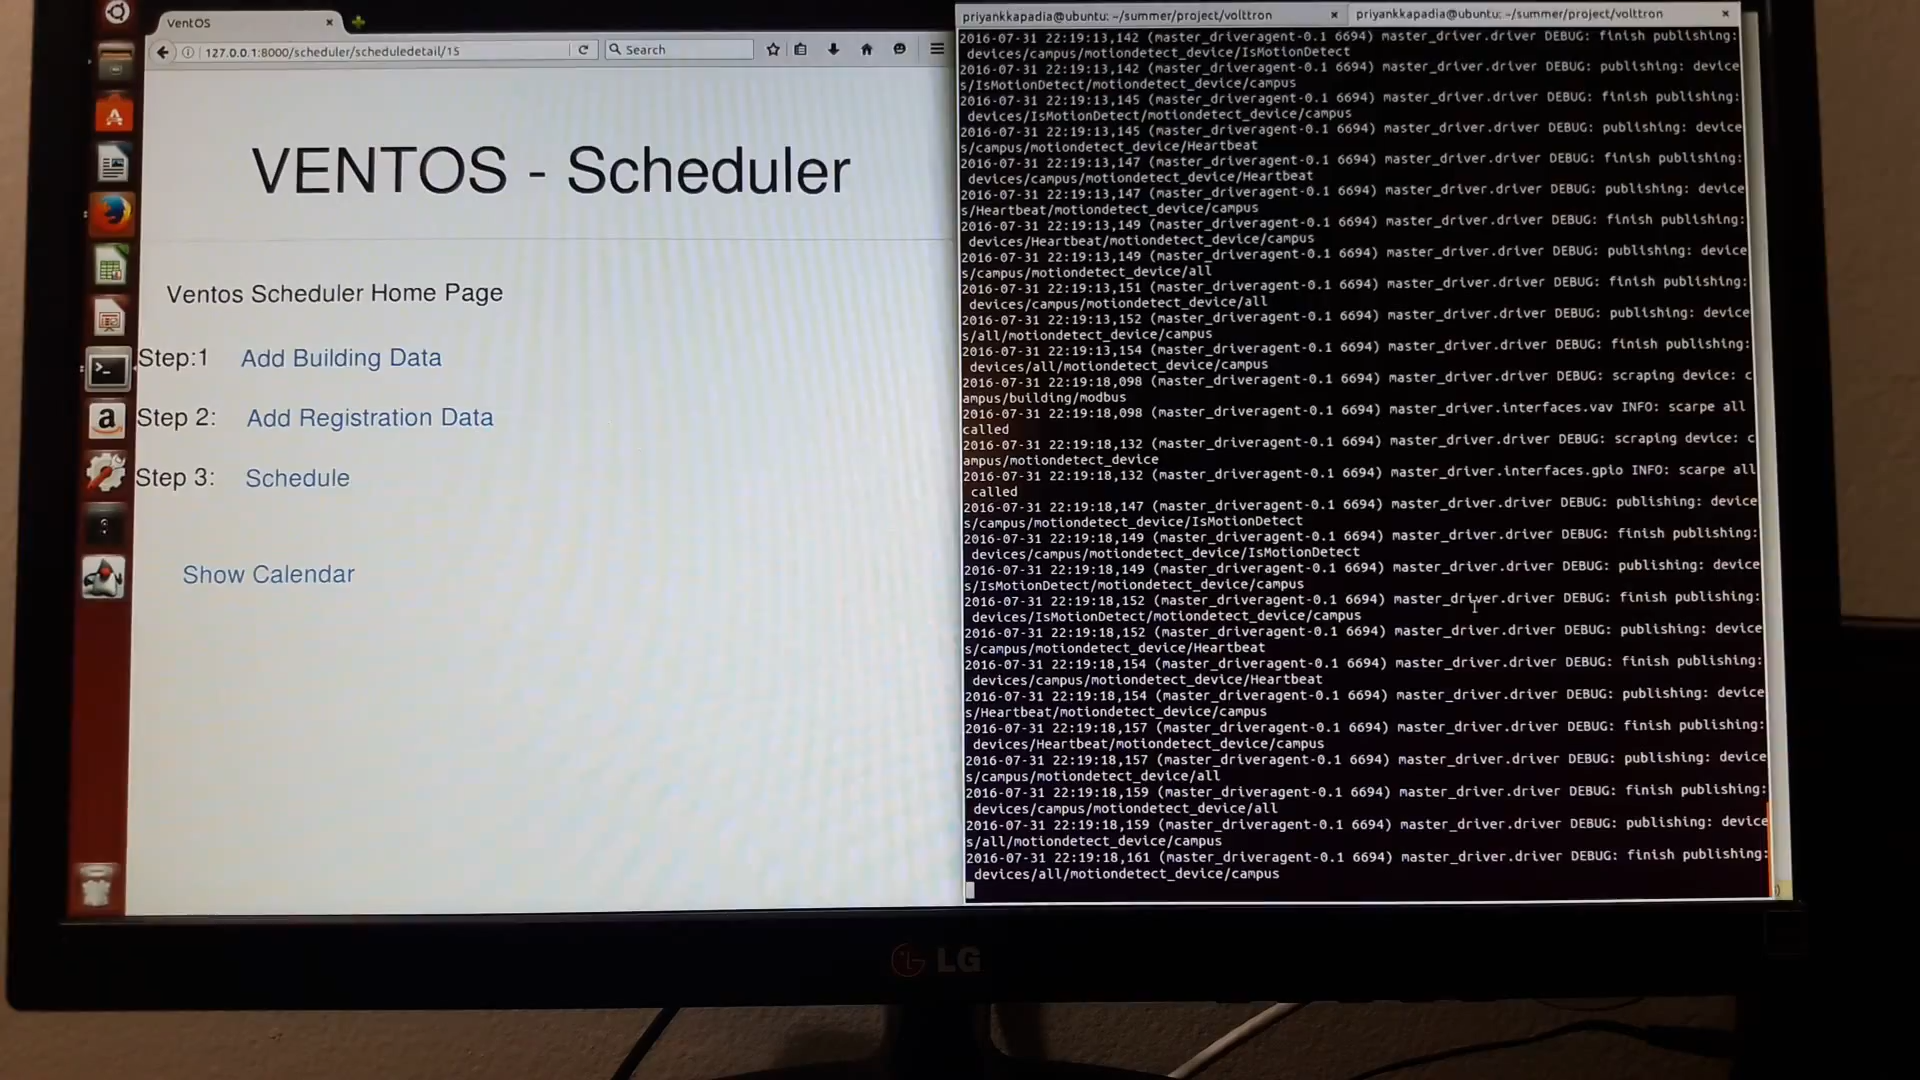 VentOS
127.0.0.1:8000/scheduler/scheduledetail/15
Search
VENTOS - Scheduler
Ventos Scheduler Home Page
Step:1 Add Building Data
Step 2: Add Registration Data
Step 3: Schedule
Show Calendar
priyankkapadia@ubuntu: ~/summer/project/volttron
priyankkapadia@ubuntu: ~/summer/project/volttron
2016-07-31 22:19:13,142 (master_driveragent-0.1 6694) master_driver.driver DEBUG: finish publishing:
devices/campus/motiondetect_device/IsMotionDetect
2016-07-31 22:19:13,142 (master_driveragent-0.1 6694) master_driver.driver DEBUG: publishing: device
s/IsMotionDetect/motiondetect_device/campus
2016-07-31 22:19:13,145 (master_driveragent-0.1 6694) master_driver.driver DEBUG: finish publishing:
devices/IsMotionDetect/motiondetect_device/campus
2016-07-31 22:19:13,145 (master_driveragent-0.1 6694) master_driver.driver DEBUG: publishing: device
s/campus/motiondetect_device/Heartbeat
2016-07-31 22:19:13,147 (master_driveragent-0.1 6694) master_driver.driver DEBUG: finish publishing:
devices/campus/motiondetect_device/Heartbeat
2016-07-31 22:19:13,147 (master_driveragent-0.1 6694) master_driver.driver DEBUG: publishing: device
s/Heartbeat/motiondetect_device/campus
2016-07-31 22:19:13,149 (master_driveragent-0.1 6694) master_driver.driver DEBUG: finish publishing:
devices/Heartbeat/motiondetect_device/campus
2016-07-31 22:19:13,149 (master_driveragent-0.1 6694) master_driver.driver DEBUG: publishing: device
s/campus/motiondetect_device/all
2016-07-31 22:19:13,151 (master_driveragent-0.1 6694) master_driver.driver DEBUG: finish publishing:
devices/campus/motiondetect_device/all
2016-07-31 22:19:13,152 (master_driveragent-0.1 6694) master_driver.driver DEBUG: publishing: device
s/all/motiondetect_device/campus
2016-07-31 22:19:13,154 (master_driveragent-0.1 6694) master_driver.driver DEBUG: finish publishing:
devices/all/motiondetect_device/campus
2016-07-31 22:19:18,098 (master_driveragent-0.1 6694) master_driver.driver DEBUG: scraping device: c
ampus/building/modbus
2016-07-31 22:19:18,098 (master_driveragent-0.1 6694) master_driver.interfaces.vav INFO: scarpe all
called
2016-07-31 22:19:18,132 (master_driveragent-0.1 6694) master_driver.driver DEBUG: scraping device: c
ampus/motiondetect_device
2016-07-31 22:19:18,132 (master_driveragent-0.1 6694) master_driver.interfaces.gpio INFO: scarpe all
called
2016-07-31 22:19:18,147 (master_driveragent-0.1 6694) master_driver.driver DEBUG: publishing: device
s/campus/motiondetect_device/IsMotionDetect
2016-07-31 22:19:18,149 (master_driveragent-0.1 6694) master_driver.driver DEBUG: finish publishing:
devices/campus/motiondetect_device/IsMotionDetect
2016-07-31 22:19:18,149 (master_driveragent-0.1 6694) master_driver.driver DEBUG: publishing: device
s/IsMotionDetect/motiondetect_device/campus
2016-07-31 22:19:18,152 (master_driveragent-0.1 6694) master_driver.driver DEBUG: finish publishing:
devices/IsMotionDetect/motiondetect_device/campus
2016-07-31 22:19:18,152 (master_driveragent-0.1 6694) master_driver.driver DEBUG: publishing: device
s/campus/motiondetect_device/Heartbeat
2016-07-31 22:19:18,154 (master_driveragent-0.1 6694) master_driver.driver DEBUG: finish publishing:
devices/campus/motiondetect_device/Heartbeat
2016-07-31 22:19:18,154 (master_driveragent-0.1 6694) master_driver.driver DEBUG: publishing: device
s/Heartbeat/motiondetect_device/campus
2016-07-31 22:19:18,157 (master_driveragent-0.1 6694) master_driver.driver DEBUG: finish publishing:
devices/Heartbeat/motiondetect_device/campus
2016-07-31 22:19:18,157 (master_driveragent-0.1 6694) master_driver.driver DEBUG: publishing: device
s/campus/motiondetect_device/all
2016-07-31 22:19:18,159 (master_driveragent-0.1 6694) master_driver.driver DEBUG: finish publishing:
devices/campus/motiondetect_device/all
2016-07-31 22:19:18,159 (master_driveragent-0.1 6694) master_driver.driver DEBUG: publishing: device
s/all/motiondetect_device/campus
2016-07-31 22:19:18,161 (master_driveragent-0.1 6694) master_driver.driver DEBUG: finish publishing:
devices/all/motiondetect_device/campus
LG